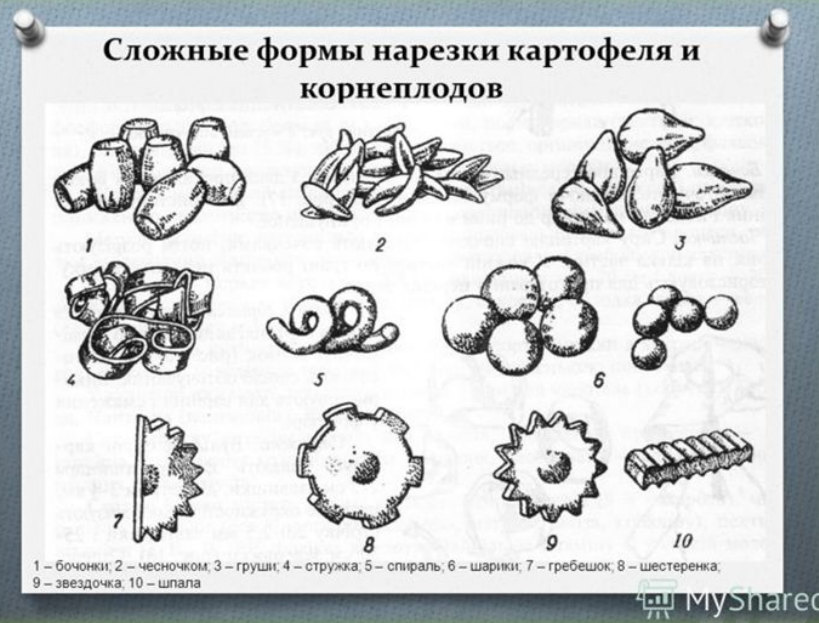 Сложные формы нарезки картофеля и
корнеплодов
1
2
3
4
5
6
7
8
9
10
1 – бочонки; 2 – чесночком; 3 – груши; 4 – стружка; 5 – спираль; 6 – шарики; 7 – гребешок; 8 – шестеренка;
9 – звездочка; 10 – шпала
MyShared